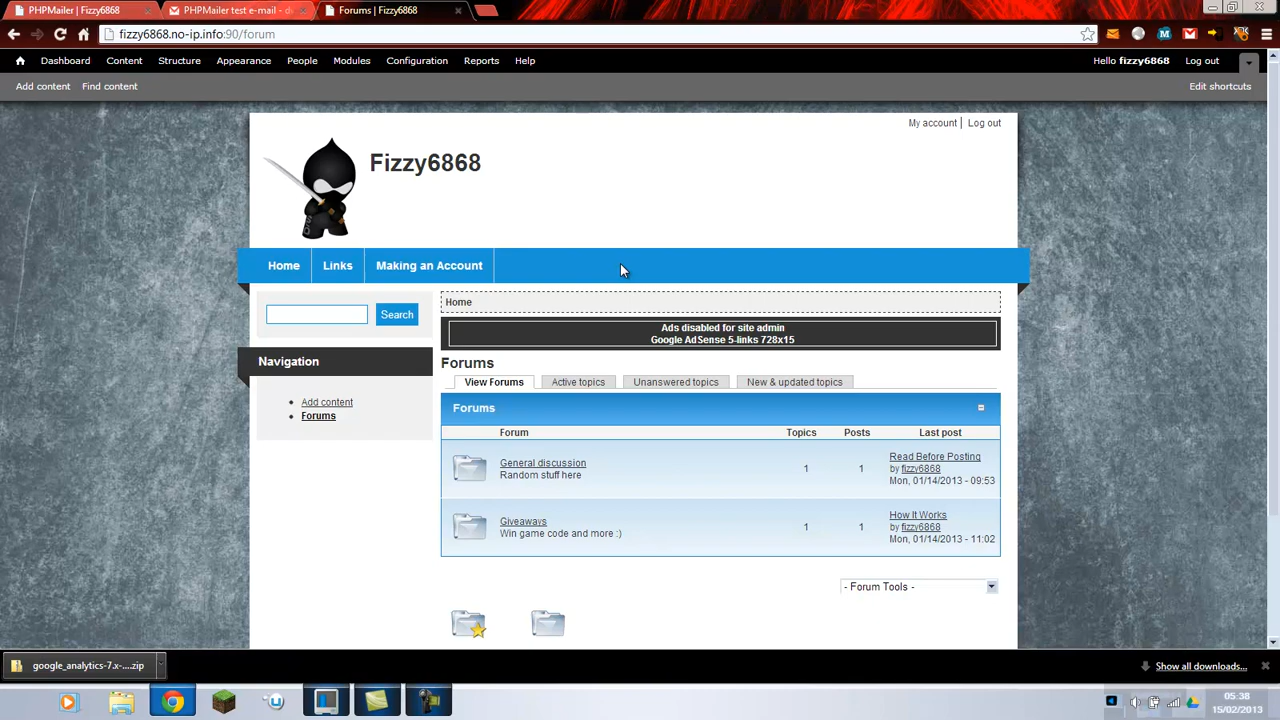 PHPMailer | Fizzy6868
PHPMailer test e-mail - d
Forums | Fizzy6868
fizzy6868.no-ip.info:90/forum
Dashboard Content Structure Appearance People Modules Configuration Reports Help
Hello fizzy6868 Log out
Add content Find content
Edit shortcuts
My account | Log out
Fizzy6868
Home Links Making an Account
Search
Home
Ads disabled for site admin
Google AdSense 5-links 728x15
Navigation
Add content
Forums
Forums
View Forums Active topics Unanswered topics New & updated topics
Forums
Forum Topics Posts Last post
General discussion
Random stuff here
1 1
Read Before Posting
by fizzy6868
Mon, 01/14/2013 - 09:53
Giveaways
Win game code and more :)
1 1
How It Works
by fizzy6868
Mon, 01/14/2013 - 11:02
- Forum Tools -
google_analytics-7.x-....zip
Show all downloads...
05:38
15/02/2013